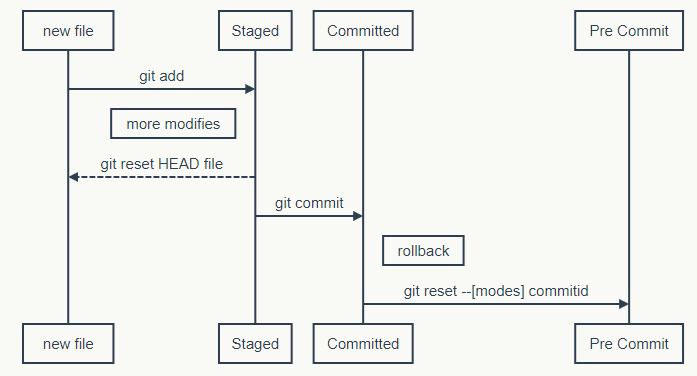 new file
Staged
Committed
Pre Commit
git add
more modifies
git reset HEAD file
git commit
rollback
git reset --[modes] commitid
new file
Staged
Committed
Pre Commit